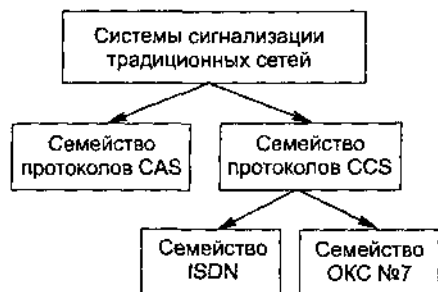 Системы сигнализации
традиционных сетей
Семейство
протоколов CAS
Семейство
протоколов CCS
Семейство
ISDN
Семейство
ОКС №7